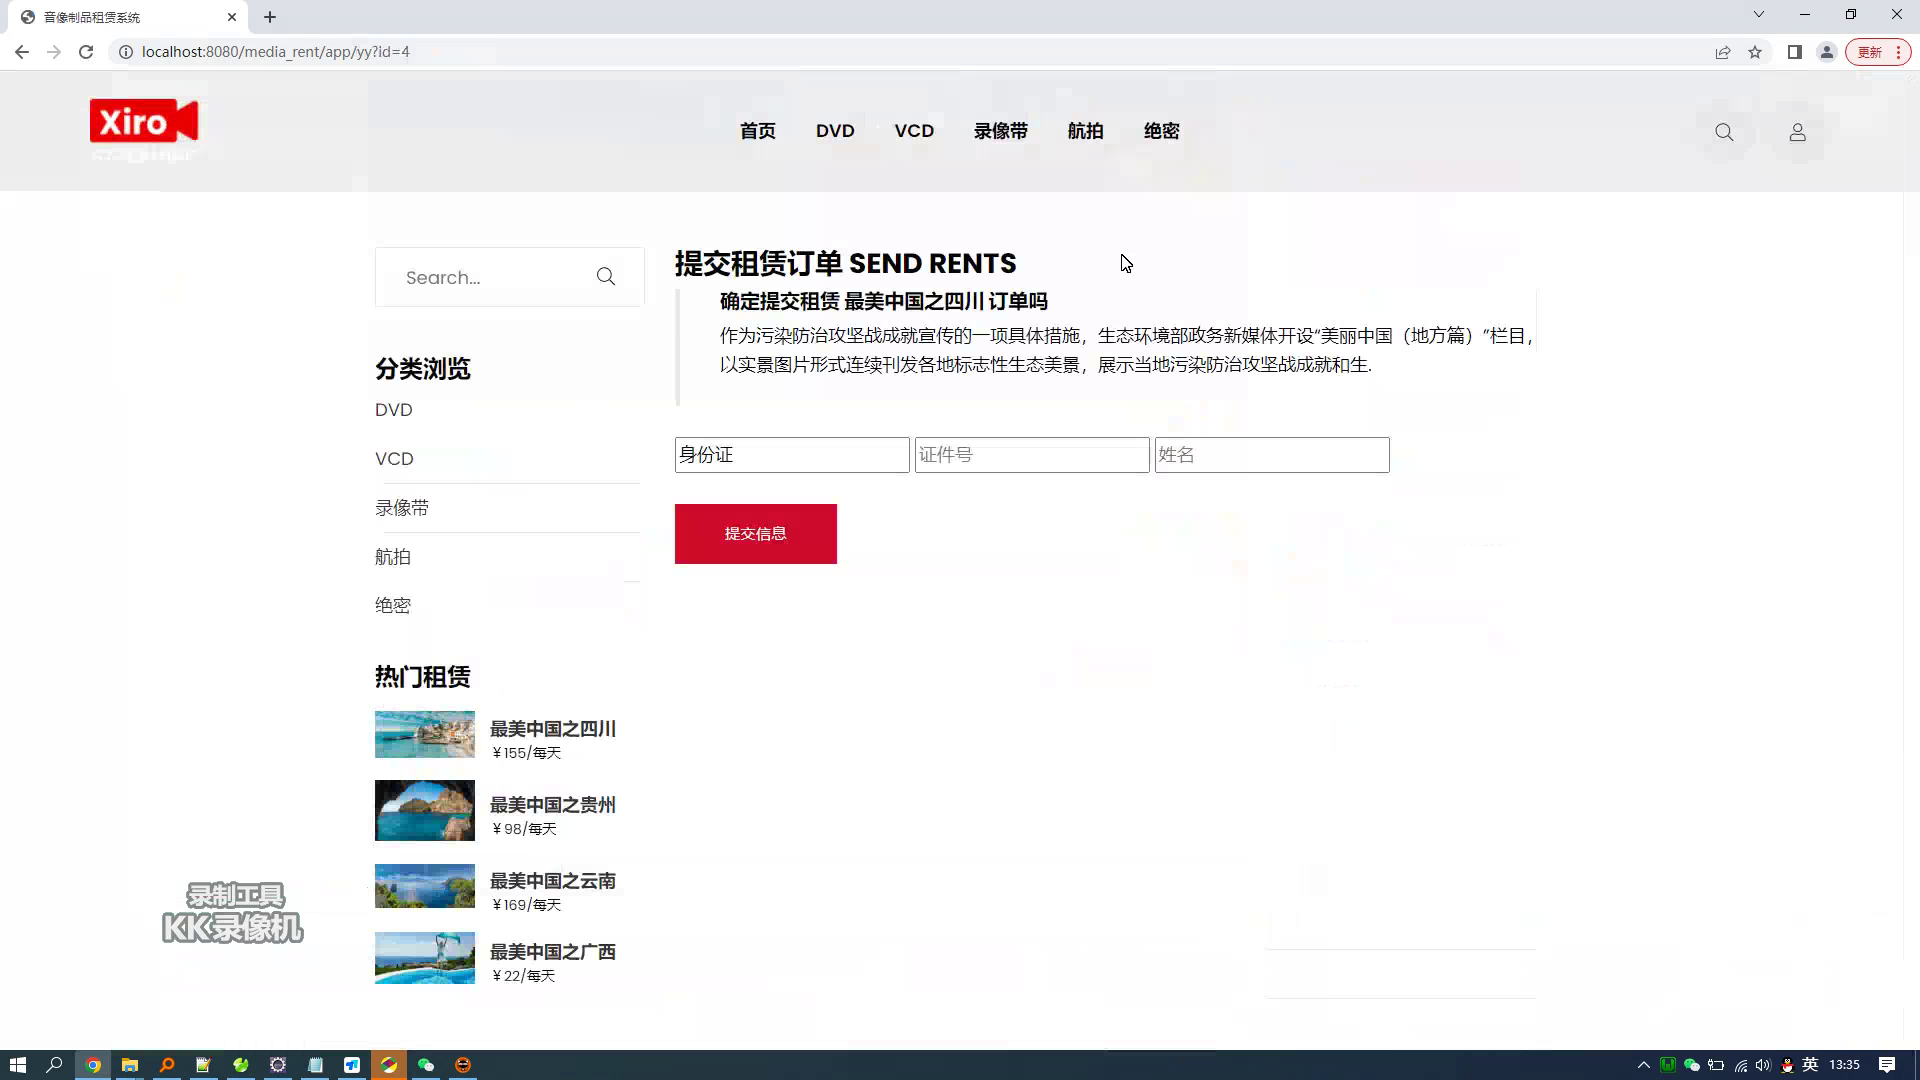 音像制品租赁系统
localhost:8080/media_rent/app/yy?id=4
更新
Xiro
首页 DVD VCD 录像带 航拍 绝密
Search...
提交租赁订单 SEND RENTS
确定提交租赁 最美中国之四川 订单吗
作为污染防治攻坚战成就宣传的一项具体措施，生态环境部政务新媒体开设“美丽中国（地方篇）”栏目，
以实景图片形式连续刊发各地标志性生态美景，展示当地污染防治攻坚战成就和生.
身份证 证件号 姓名
提交信息
分类浏览
DVD
VCD
录像带
航拍
绝密
热门租赁
最美中国之四川
￥155/每天
最美中国之贵州
￥98/每天
最美中国之云南
￥169/每天
最美中国之广西
￥22/每天
录制工具
KK录像机
英 13:35